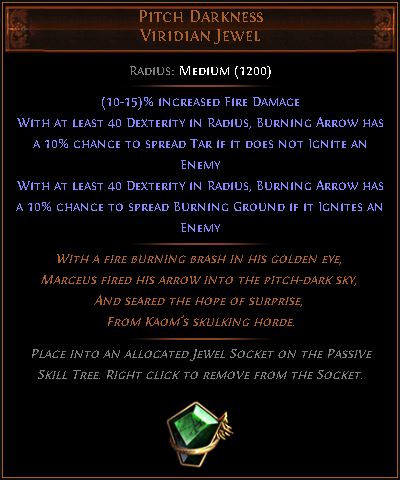 Pitch Darkness
Viridian Jewel
Radius: Medium (1200)
(10-15)% increased Fire Damage
With at least 40 Dexterity in Radius, Burning Arrow has
a 10% chance to spread Tar if it does not Ignite an
Enemy
With at least 40 Dexterity in Radius, Burning Arrow has
a 10% chance to spread Burning Ground if it Ignites an
Enemy
With a fire burning brash in his golden eye,
Marceus fired his arrow into the pitch-dark sky,
And seared the hope of surprise,
From Kaom's skulking horde.
Place into an allocated Jewel Socket on the Passive
Skill Tree. Right click to remove from the Socket.